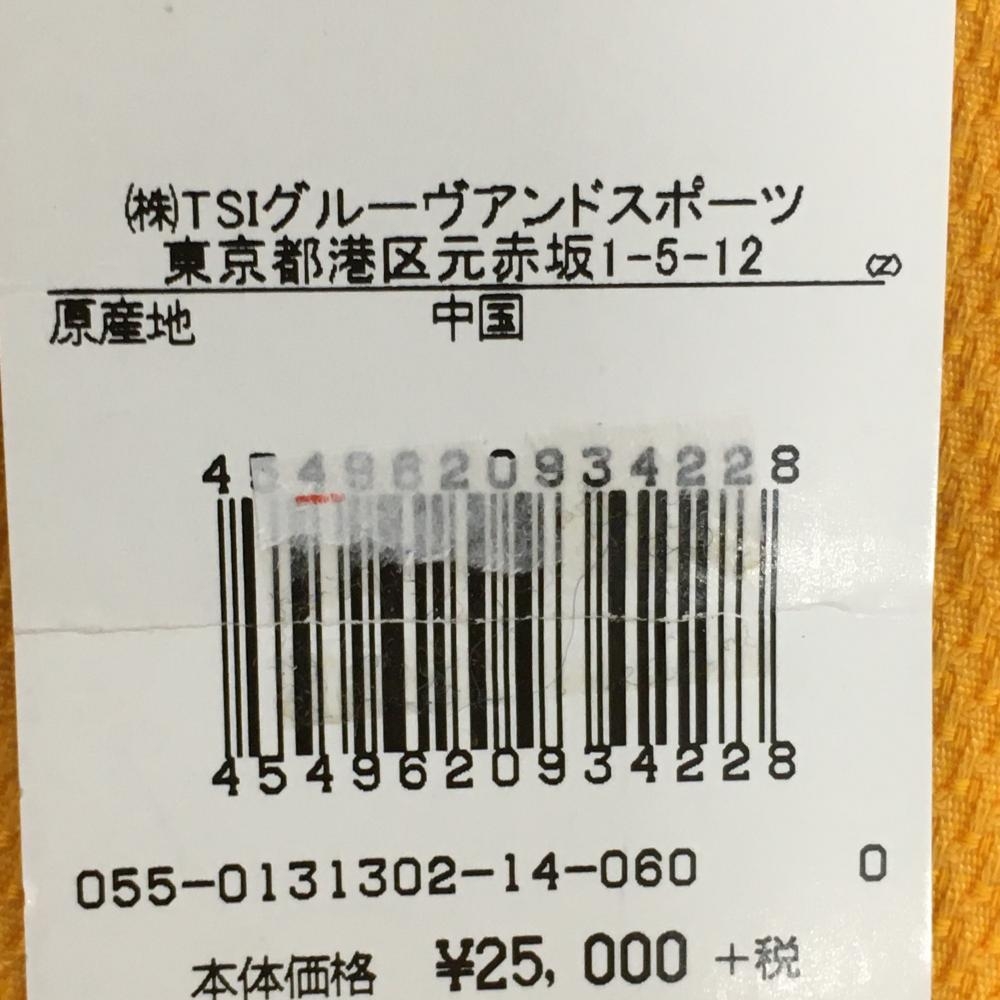 ㈱TSIグルーヴアンドスポーツ
東京都港区元赤坂1-5-12 (Z)
原産地 中国
4549620934228
4549620934228
055-0131302-14-060 0
本体価格 ¥25,000 +税